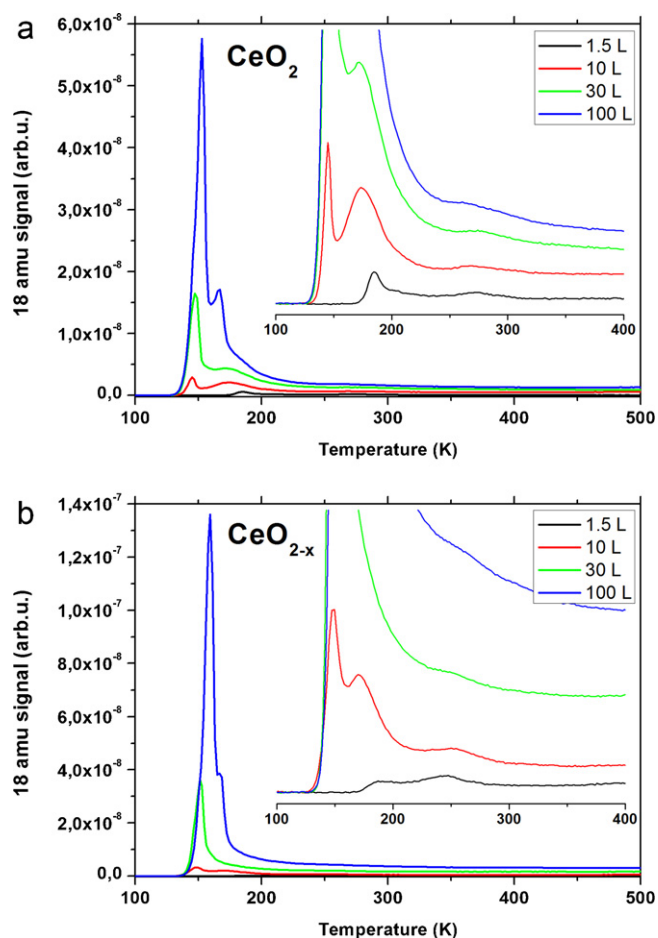 a
CeO2
18 amu signal (arb.u.)
6,0x10-8
5,0x10-8
4,0x10-8
3,0x10-8
2,0x10-8
1,0x10-8
0,0
1.5 L
10 L
30 L
100 L
100 200 300 400
100 200 300 400 500
Temperature (K)
b
CeO2-x
18 amu signal (arb.u.)
1,4x10-7
1,2x10-7
1,0x10-7
8,0x10-8
6,0x10-8
4,0x10-8
2,0x10-8
0,0
1.5 L
10 L
30 L
100 L
100 200 300 400
100 200 300 400 500
Temperature (K)